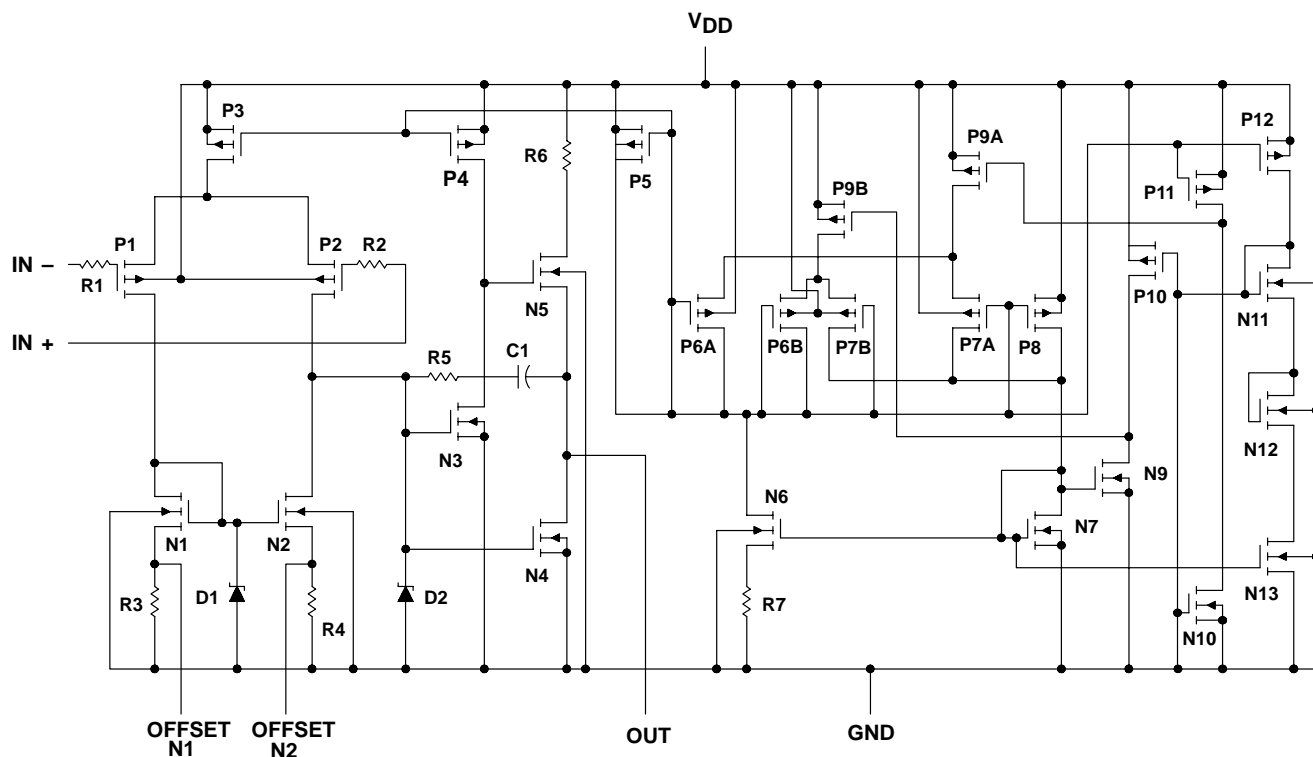 VDD
P3
P12
P9A
R6
P4
P5
P11
P9B
P1
P2
R2
IN −
R1
P10
N5
N11
IN +
P6A
P6B
P7B
P7A
P8
R5
C1
N12
N3
N9
N6
N7
N1
N2
N4
N13
R3
D1
R4
D2
R7
N10
OFFSET
N1
OFFSET
N2
OUT
GND